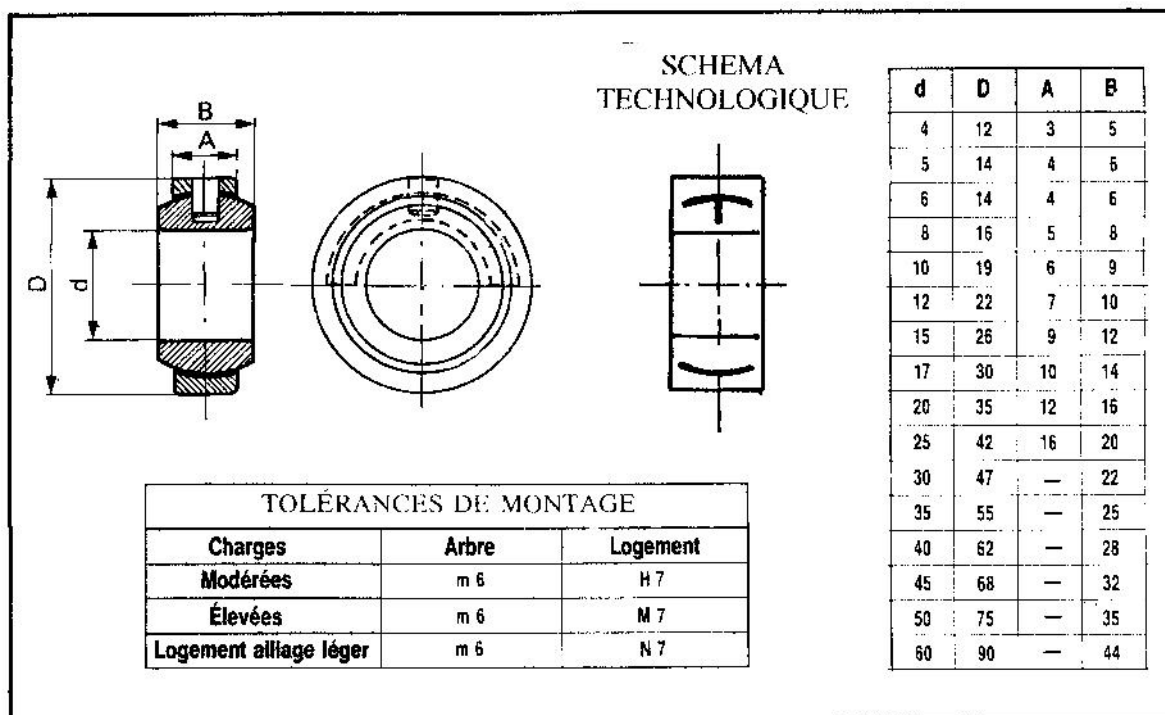 SCHEMA
TECHNOLOGIQUE
B
A
D
d
d D A B
4 12 3 5
5 14 4 6
6 14 4 6
8 16 5 8
10 19 6 9
12 22 7 10
15 26 9 12
17 30 10 14
20 35 12 16
25 42 16 20
30 47 — 22
35 55 — 25
40 62 — 28
45 68 — 32
50 75 — 35
60 90 — 44
TOLÉRANCES DE MONTAGE
Charges Arbre Logement
Modérées m 6 H 7
Élevées m 6 M 7
Logement alliage léger m 6 N 7